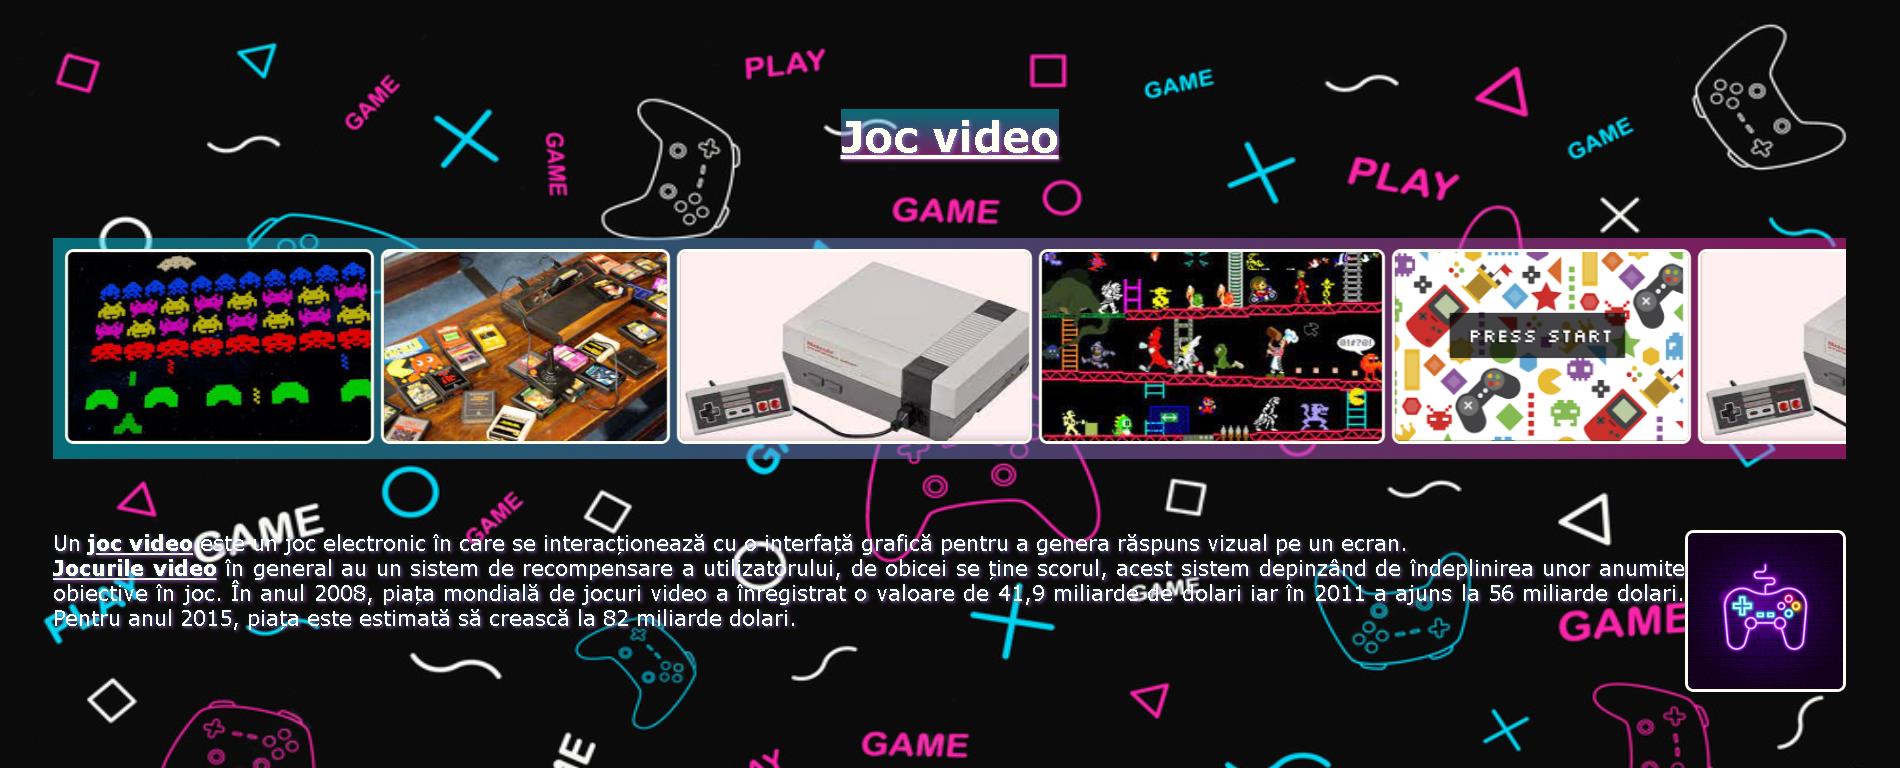 PLAY
GAME
GAME
GAME
GAME
Joc video
PLAY
GAME
PRESS START
@!#?@!
GAME
GAME
Un joc video este un joc electronic în care se interacționează cu o interfață grafică pentru a genera răspuns vizual pe un ecran.
Jocurile video în general au un sistem de recompensare a utilizatorului, de obicei se ține scorul, acest sistem depinzând de îndeplinirea unor anumite
obiective în joc. În anul 2008, piața mondială de jocuri video a înregistrat o valoare de 41,9 miliarde de dolari iar în 2011 a ajuns la 56 miliarde dolari.
Pentru anul 2015, piața este estimată să crească la 82 miliarde dolari.
GAME
PLAY
GAME
GAME